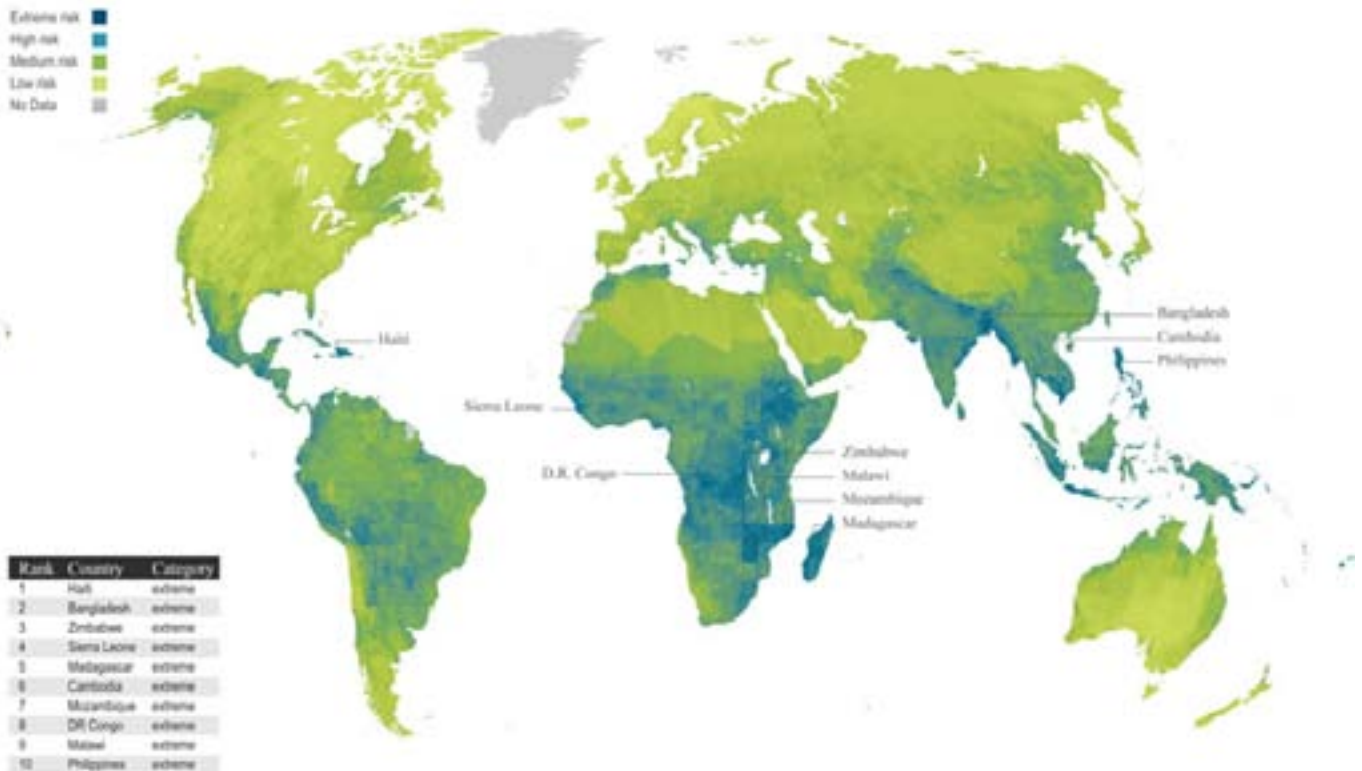 Extreme risk
High risk
Medium risk
Low risk
No Data
Haiti
Sierra Leone
D.R. Congo
Bangladesh
Cambodia
Philippines
Zimbabwe
Malawi
Mozambique
Madagascar
Rank Country Category
1 Haiti extreme
2 Bangladesh extreme
3 Zimbabwe extreme
4 Sierra Leone extreme
5 Madagascar extreme
6 Cambodia extreme
7 Mozambique extreme
8 DR Congo extreme
9 Malawi extreme
10 Philippines extreme